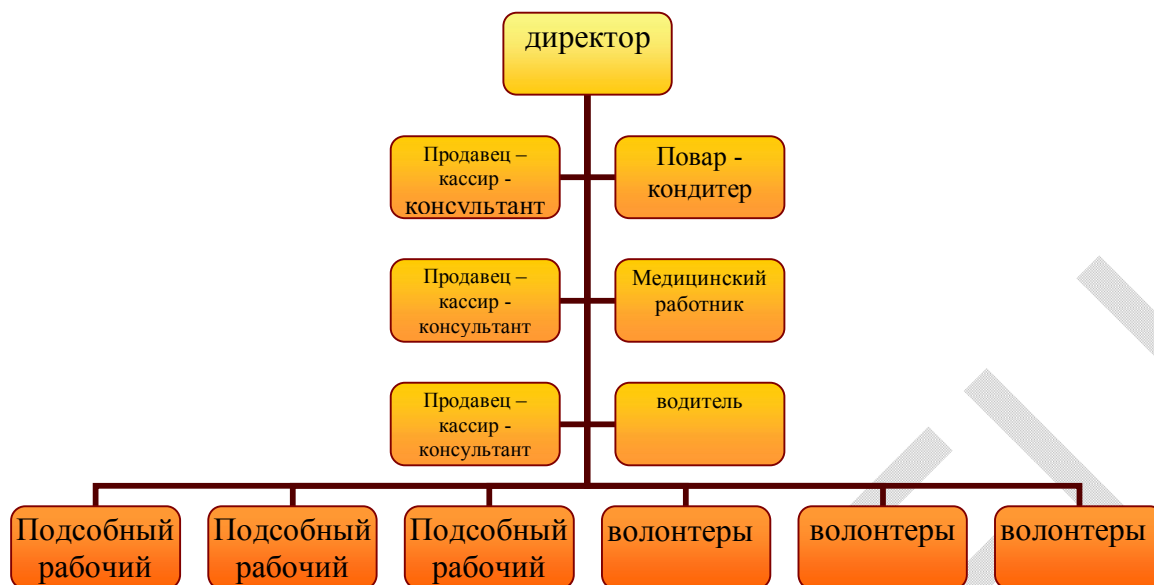 директор
Продавец –
кассир -
консультант
Повар -
кондитер
Продавец –
кассир -
консультант
Медицинский
работник
Продавец –
кассир -
консультант
водитель
Подсобный
рабочий
Подсобный
рабочий
Подсобный
рабочий
волонтеры
волонтеры
волонтеры